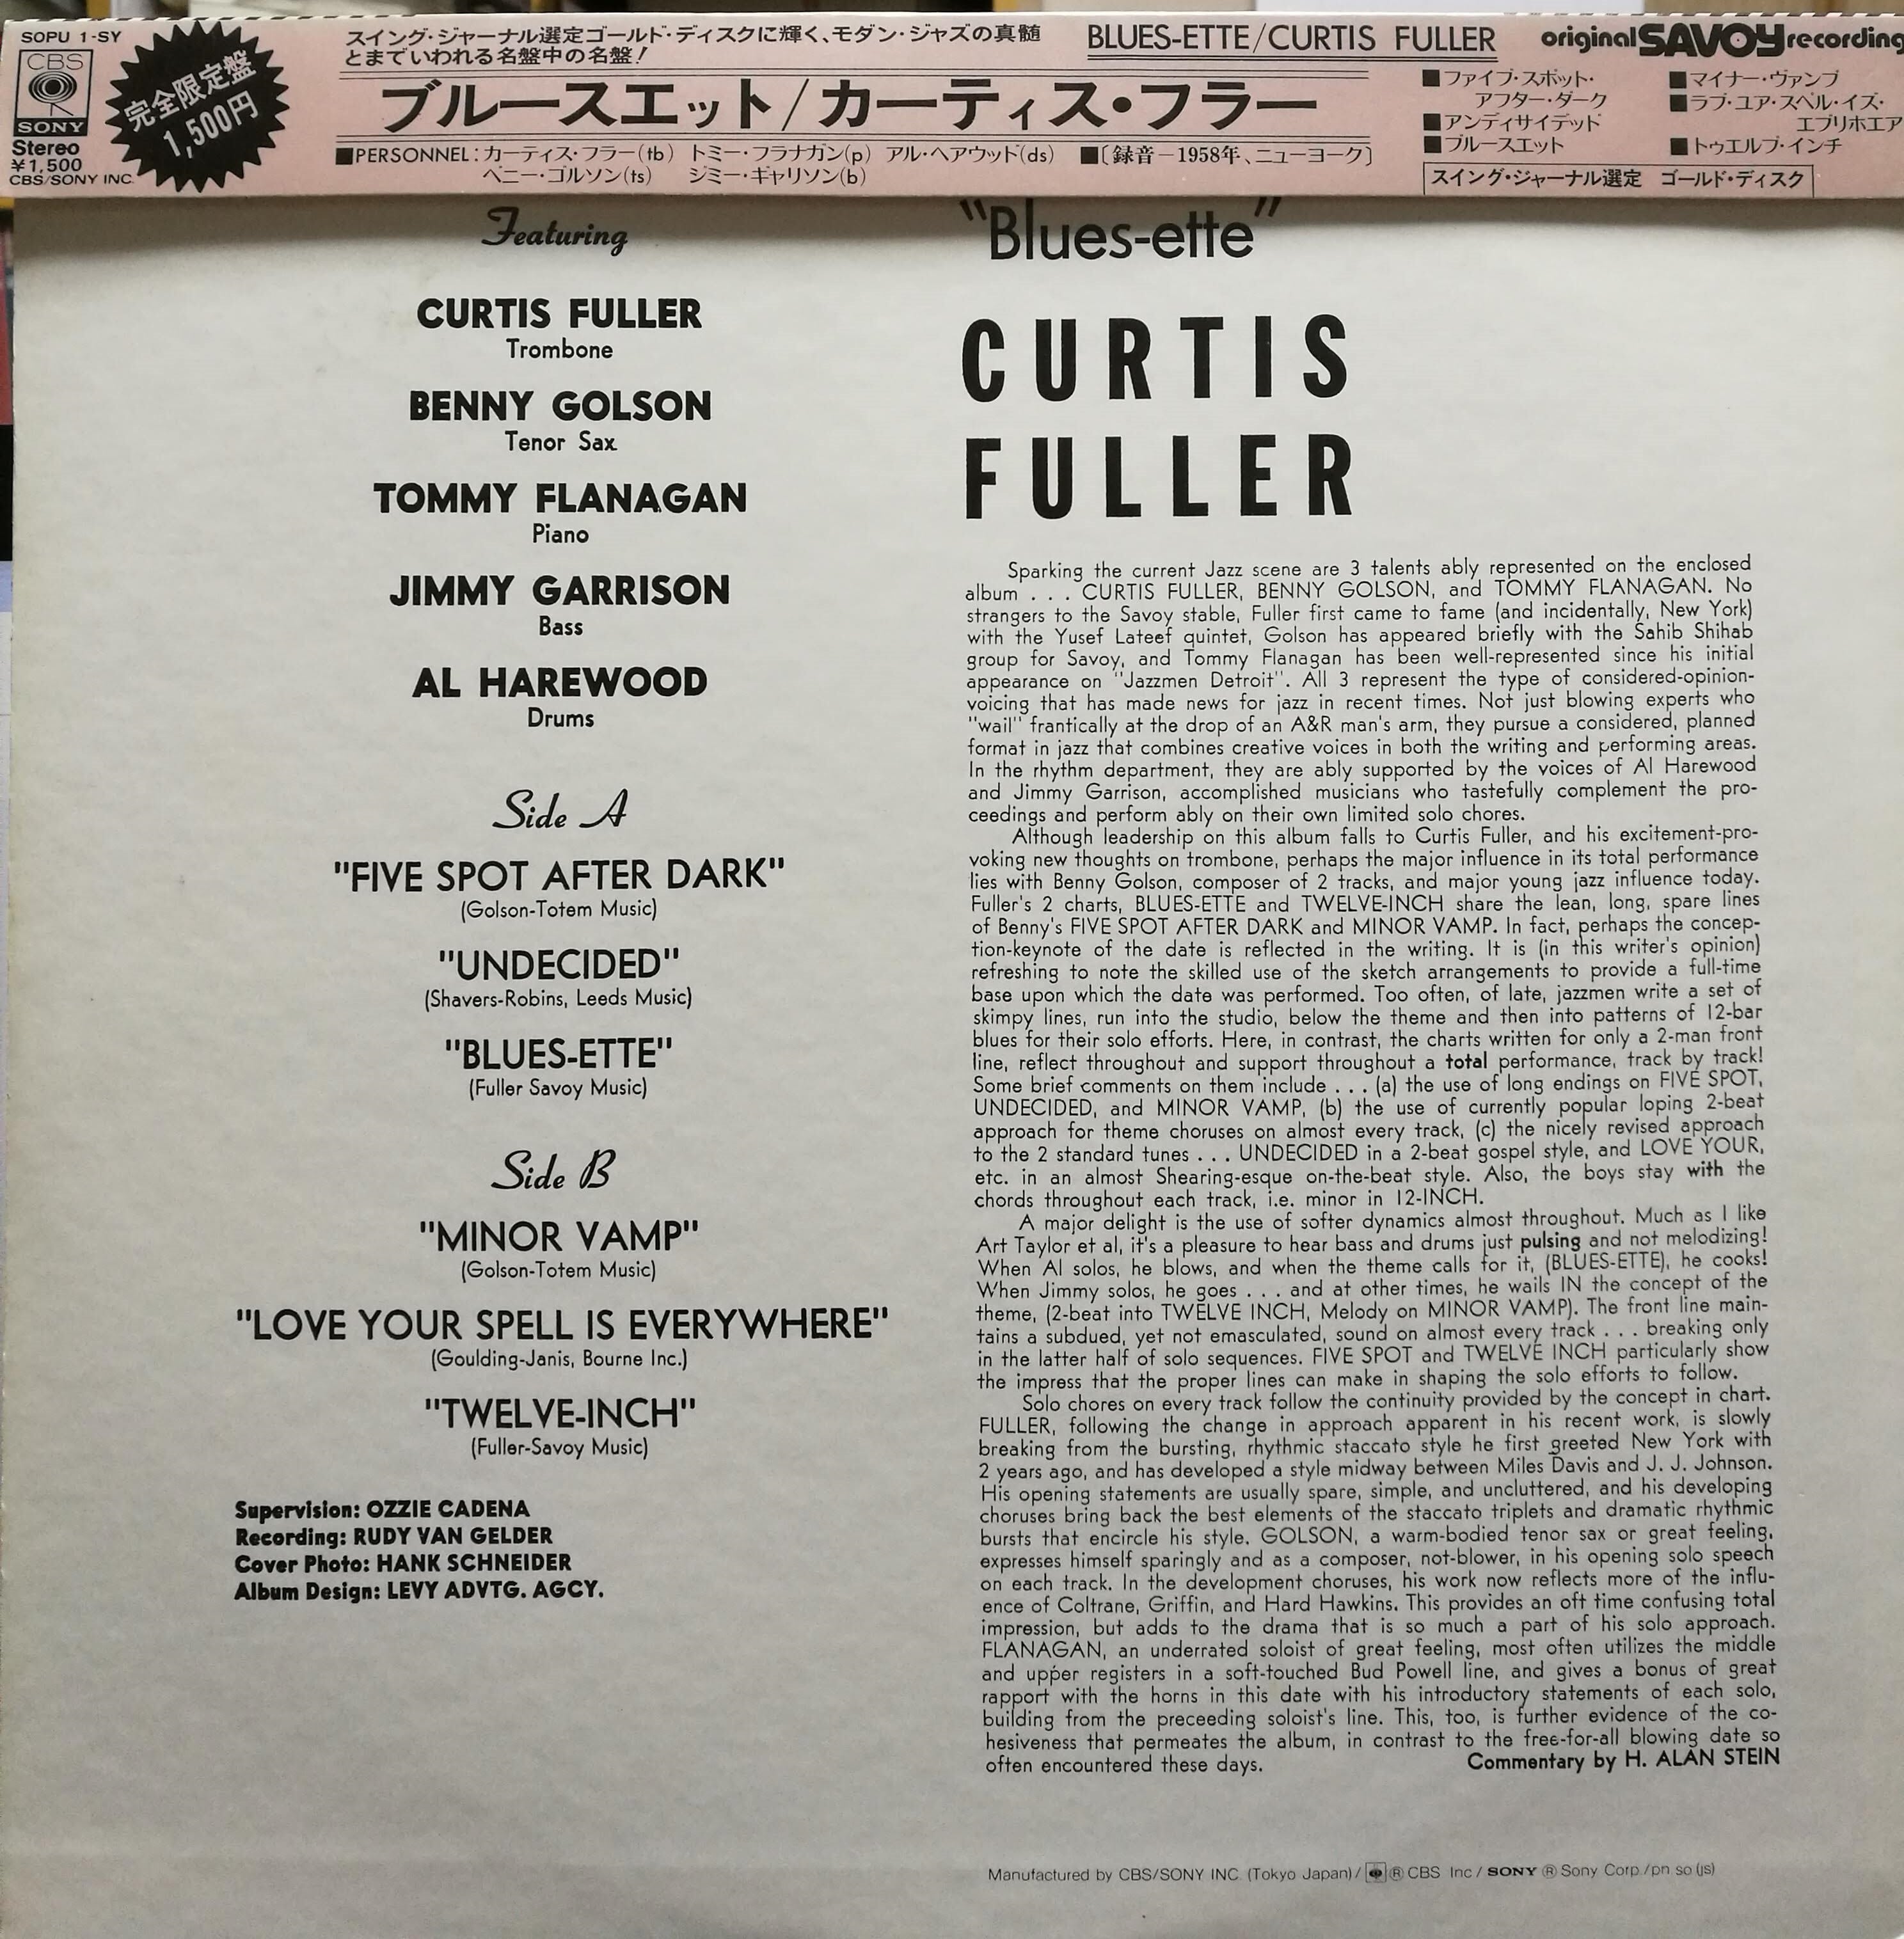 SOPU 1-SY
CBS
SONY
Stereo
¥1,500
CBS/SONY INC.
完全限定盤
1,500円
スイング・ジャーナル選定ゴールド・ディスクに輝く、モダン・ジャズの真髄
とまでいわれる名盤中の名盤!
ブルースエット/カーティス・フラー
■PERSONNEL:カーティス・フラー(tb) トミー・フラナガン(p) アル・ヘアウッド(ds) ■〔録音－1958年、ニューヨーク〕
ベニー・ゴルソン(ts) ジミー・ギャリソン(b)
BLUES-ETTE/CURTIS FULLER
original SAVOY recording
■ファイブ・スポット・
アフター・ダーク
■アンディサイデッド
■ブルースエット
■マイナー・ヴァンプ
■ラブ・ユア・スペル・イズ・
エブリホエア
■トゥエルブ・インチ
スイング・ジャーナル選定 ゴールド・ディスク
Featuring
CURTIS FULLER
Trombone
BENNY GOLSON
Tenor Sax
TOMMY FLANAGAN
Piano
JIMMY GARRISON
Bass
AL HAREWOOD
Drums
Side A
"FIVE SPOT AFTER DARK"
(Golson-Totem Music)
"UNDECIDED"
(Shavers-Robins, Leeds Music)
"BLUES-ETTE"
(Fuller Savoy Music)
Side B
"MINOR VAMP"
(Golson-Totem Music)
"LOVE YOUR SPELL IS EVERYWHERE"
(Goulding-Janis, Bourne Inc.)
"TWELVE-INCH"
(Fuller-Savoy Music)
Supervision: OZZIE CADENA
Recording: RUDY VAN GELDER
Cover Photo: HANK SCHNEIDER
Album Design: LEVY ADVTG. AGCY.
"Blues-ette"
CURTIS
FULLER
Sparking the current Jazz scene are 3 talents ably represented on the enclosed
album . . . CURTIS FULLER, BENNY GOLSON, and TOMMY FLANAGAN. No
strangers to the Savoy stable, Fuller first came to fame (and incidentally, New York)
with the Yusef Lateef quintet, Golson has appeared briefly with the Sahib Shihab
group for Savoy, and Tommy Flanagan has been well-represented since his initial
appearance on "Jazzmen Detroit". All 3 represent the type of considered-opinion-
voicing that has made news for jazz in recent times. Not just blowing experts who
"wail" frantically at the drop of an A&R man's arm, they pursue a considered, planned
format in jazz that combines creative voices in both the writing and performing areas.
In the rhythm department, they are ably supported by the voices of Al Harewood
and Jimmy Garrison, accomplished musicians who tastefully complement the pro-
ceedings and perform ably on their own limited solo chores.
Although leadership on this album falls to Curtis Fuller, and his excitement-pro-
voking new thoughts on trombone, perhaps the major influence in its total performance
lies with Benny Golson, composer of 2 tracks, and major young jazz influence today.
Fuller's 2 charts, BLUES-ETTE and TWELVE-INCH share the lean, long, spare lines
of Benny's FIVE SPOT AFTER DARK and MINOR VAMP. In fact, perhaps the concep-
tion-keynote of the date is reflected in the writing. It is (in this writer's opinion)
refreshing to note the skilled use of the sketch arrangements to provide a full-time
base upon which the date was performed. Too often, of late, jazzmen write a set of
skimpy lines, run into the studio, below the theme and then into patterns of 12-bar
blues for their solo efforts. Here, in contrast, the charts written for only a 2-man front
line, reflect throughout and support throughout a total performance, track by track!
Some brief comments on them include . . . (a) the use of long endings on FIVE SPOT,
UNDECIDED, and MINOR VAMP, (b) the use of currently popular loping 2-beat
approach for theme choruses on almost every track, (c) the nicely revised approach
to the 2 standard tunes . . . UNDECIDED in a 2-beat gospel style, and LOVE YOUR,
etc. in an almost Shearing-esque on-the-beat style. Also, the boys stay with the
chords throughout each track, i.e. minor in 12-INCH.
A major delight is the use of softer dynamics almost throughout. Much as I like
Art Taylor et al, it's a pleasure to hear bass and drums just pulsing and not melodizing!
When Al solos, he blows, and when the theme calls for it, (BLUES-ETTE), he cooks!
When Jimmy solos, he goes . . . and at other times, he wails IN the concept of the
theme, (2-beat into TWELVE INCH, Melody on MINOR VAMP). The front line main-
tains a subdued, yet not emasculated, sound on almost every track . . . breaking only
in the latter half of solo sequences. FIVE SPOT and TWELVE INCH particularly show
the impress that the proper lines can make in shaping the solo efforts to follow.
Solo chores on every track follow the continuity provided by the concept in chart.
FULLER, following the change in approach apparent in his recent work, is slowly
breaking from the bursting, rhythmic staccato style he first greeted New York with
2 years ago, and has developed a style midway between Miles Davis and J. J. Johnson.
His opening statements are usually spare, simple, and uncluttered, and his developing
choruses bring back the best elements of the staccato triplets and dramatic rhythmic
bursts that encircle his style. GOLSON, a warm-bodied tenor sax or great feeling,
expresses himself sparingly and as a composer, not-blower, in his opening solo speech
on each track. In the development choruses, his work now reflects more of the influ-
ence of Coltrane, Griffin, and Hard Hawkins. This provides an oft time confusing total
impression, but adds to the drama that is so much a part of his solo approach.
FLANAGAN, an underrated soloist of great feeling, most often utilizes the middle
and upper registers in a soft-touched Bud Powell line, and gives a bonus of great
rapport with the horns in this date with his introductory statements of each solo,
building from the preceeding soloist's line. This, too, is further evidence of the co-
hesiveness that permeates the album, in contrast to the free-for-all blowing date so
often encountered these days. Commentary by H. ALAN STEIN
Manufactured by CBS/SONY INC. (Tokyo Japan)/ ® CBS Inc / SONY ® Sony Corp./pn so (js)